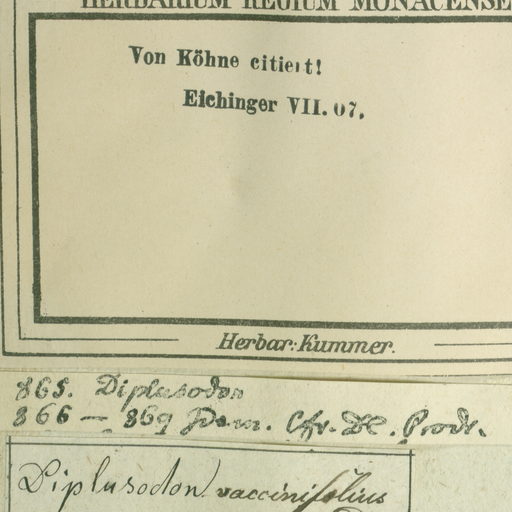 HERBARIUM REGIUM MONACENSE
Von Köhne citiert!
Eichinger VII. 07.
Herbar: Kummer.
865. Diplusodon
866 — 869 Idem. Cfr. DC. Prodr.
Diplusodon vaccinifolius